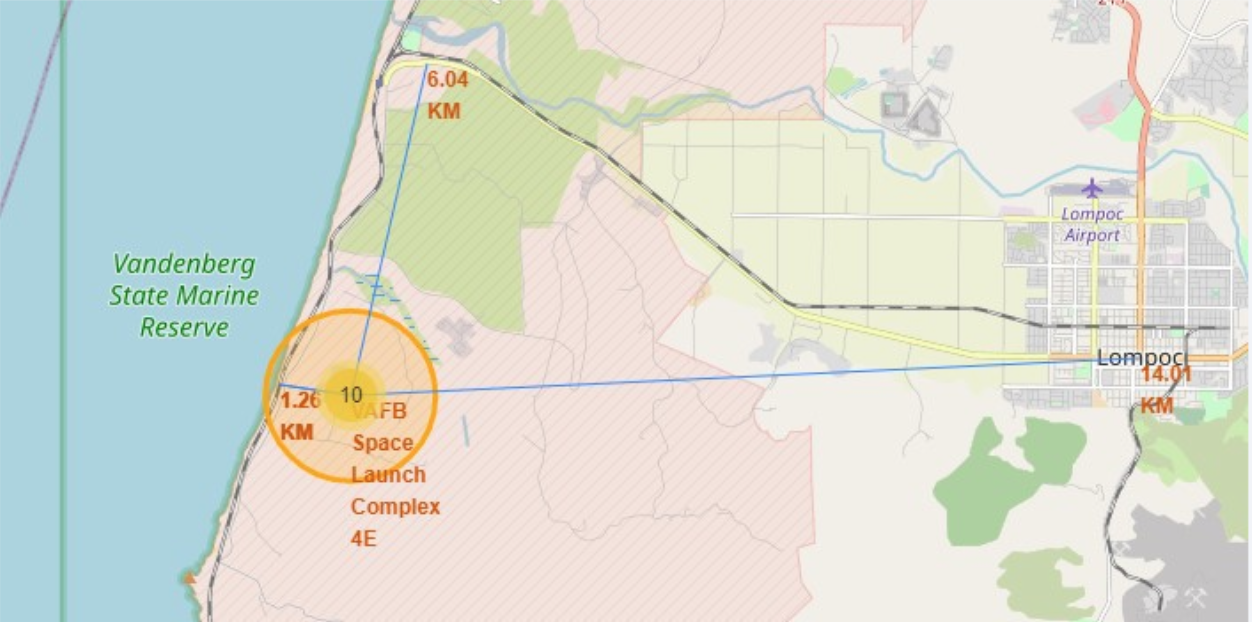 6.04
KM
Lompoc
Airport
Vandenberg
State Marine
Reserve
Lompoc
14.01
KM
10
1.26
KM
VAFB
Space
Launch
Complex
4E